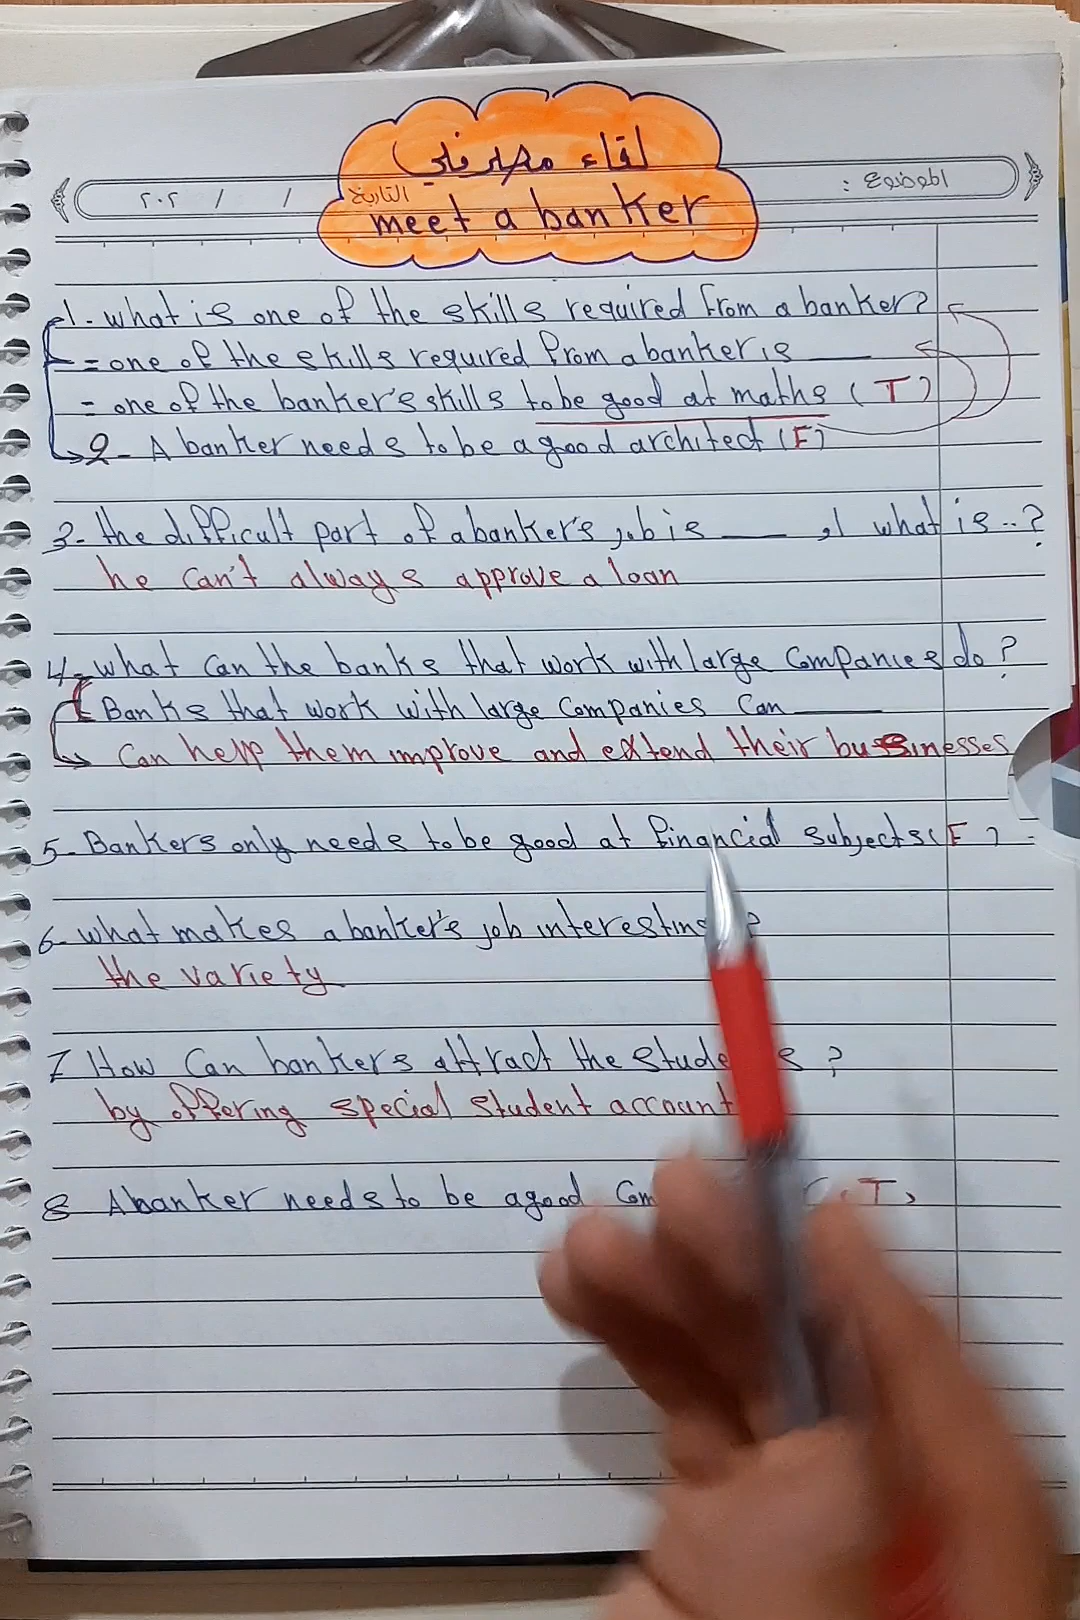 لقاء مصرفي
الموضوع :
التاريخ / / ٢٠٢
meet a banker
1- what is one of the skills required from a banker?
= one of the skills required from a banker is ___
= one of the banker's skills to be good at maths (T)
2- A banker needs to be a good architect (F)
3- the difficult part of a banker's job is ___ او what is ..?
he can't always approve a loan
4- what can the banks that work with large companies do?
Banks that work with large companies can ___
can help them improve and extend their bussinesses
5- Bankers only needs to be good at financial subjects (F)
6- what makes a banker's job interesting?
the variety
7 How can bankers attract the students?
by offering special student account
8 A banker needs to be a good (T)